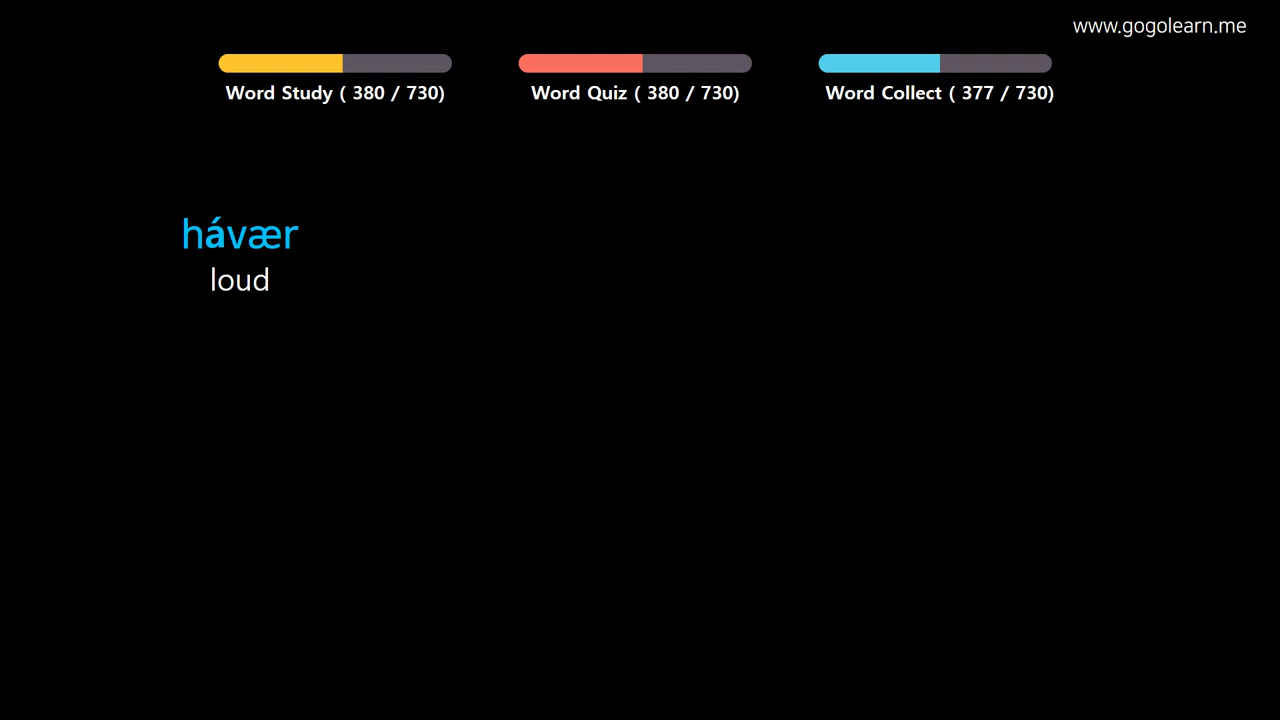 www.gogolearn.me
Word Study ( 380 / 730)
Word Quiz ( 380 / 730)
Word Collect ( 377 / 730)
hávær
loud